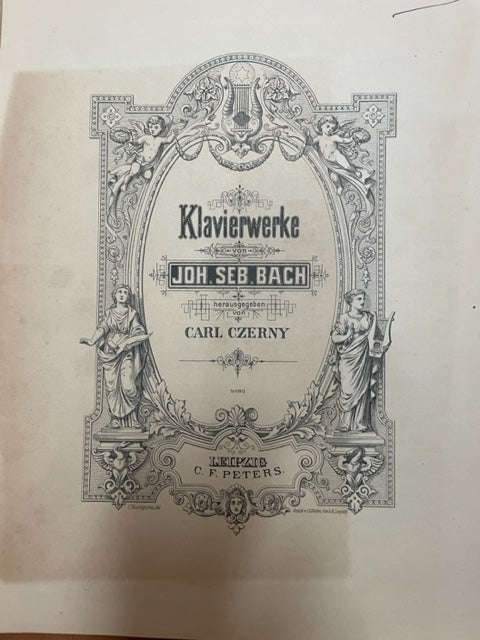 Klavierwerke
von
JOH. SEB. BACH
herausgegeben
von
CARL CZERNY
LEIPZIG
C. F. PETERS.